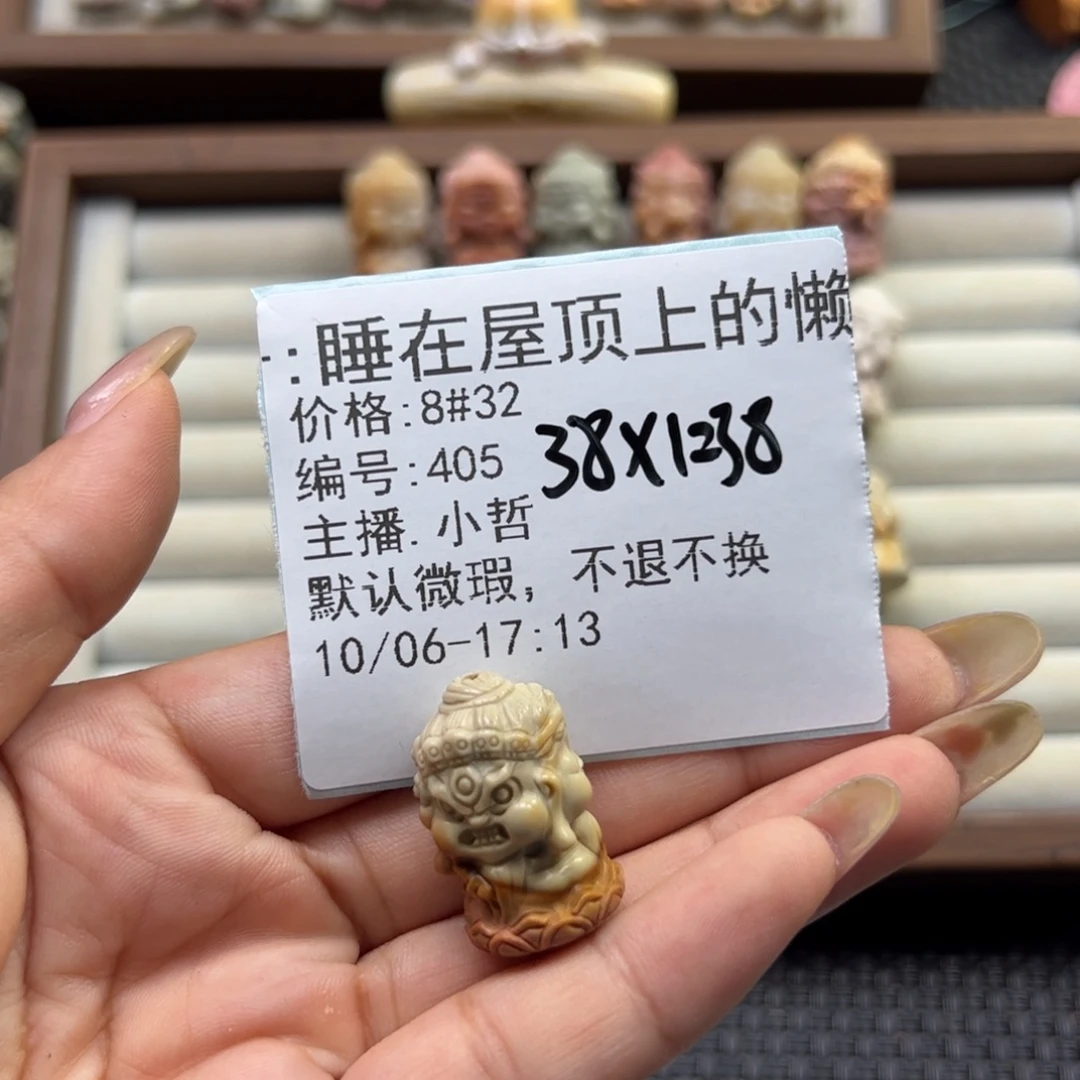 :睡在屋顶上的懒
价格:8#32
编号:405
38X1238
主播.小哲
默认微瑕，不退不换
10/06-17:13